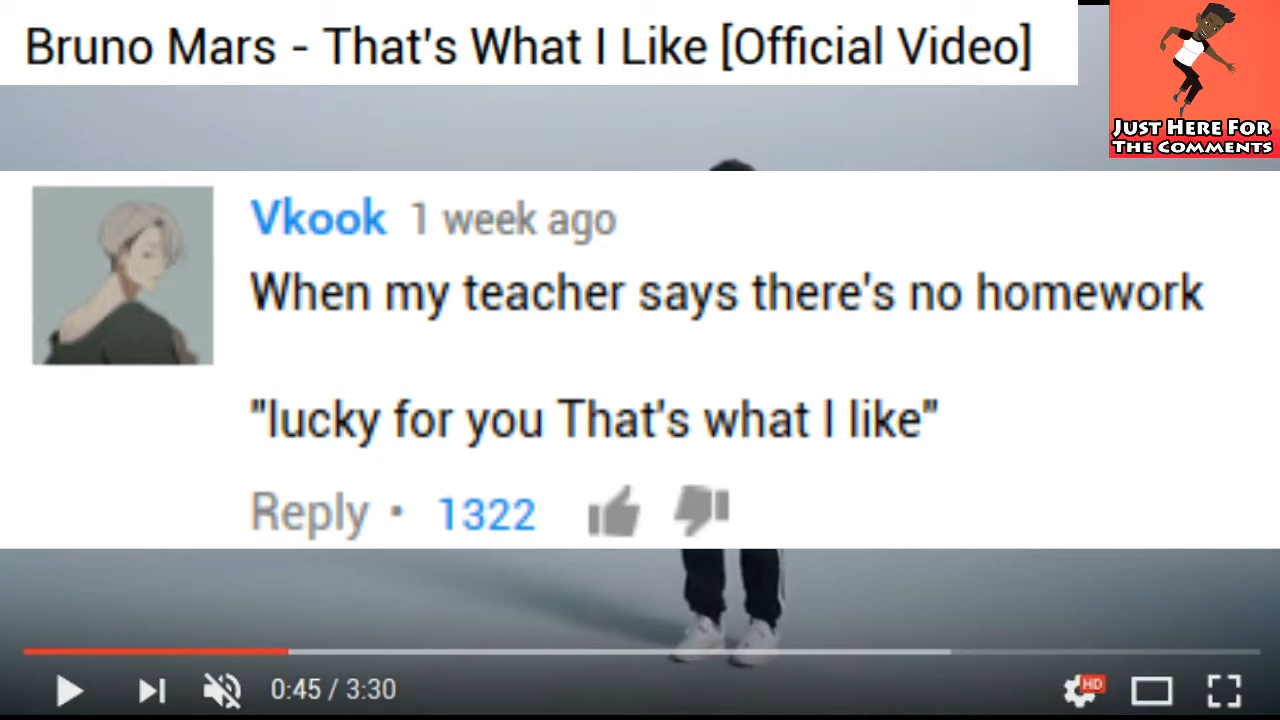 Bruno Mars - That's What I Like [Official Video]
JUST HERE FOR
THE COMMENTS
Vkook 1 week ago
When my teacher says there's no homework
"lucky for you That's what I like"
Reply • 1322
0:45 / 3:30
HD